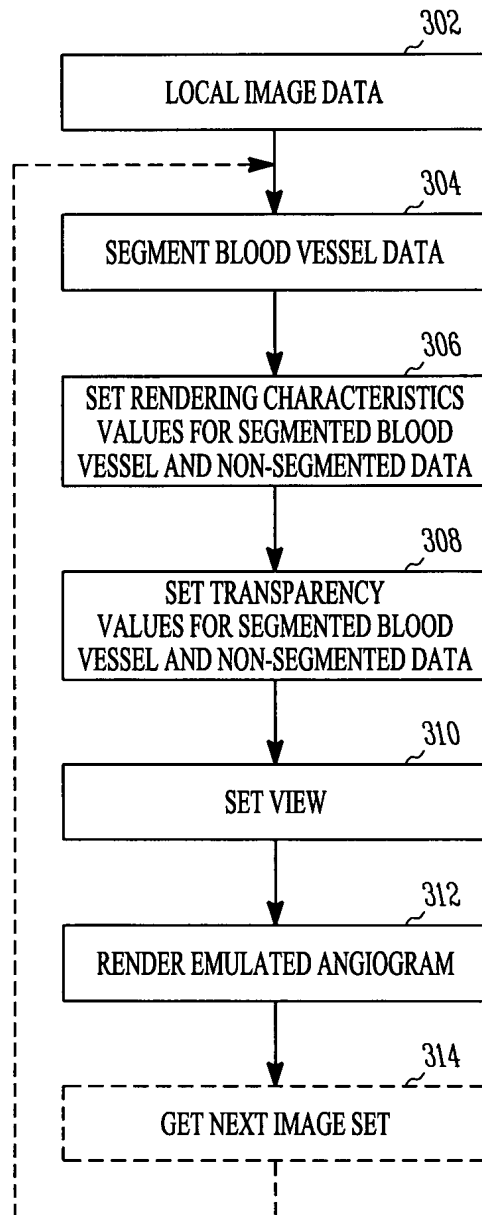 302
LOCAL IMAGE DATA
304
SEGMENT BLOOD VESSEL DATA
306
SET RENDERING CHARACTERISTICS
VALUES FOR SEGMENTED BLOOD
VESSEL AND NON-SEGMENTED DATA
308
SET TRANSPARENCY
VALUES FOR SEGMENTED BLOOD
VESSEL AND NON-SEGMENTED DATA
310
SET VIEW
312
RENDER EMULATED ANGIOGRAM
314
GET NEXT IMAGE SET